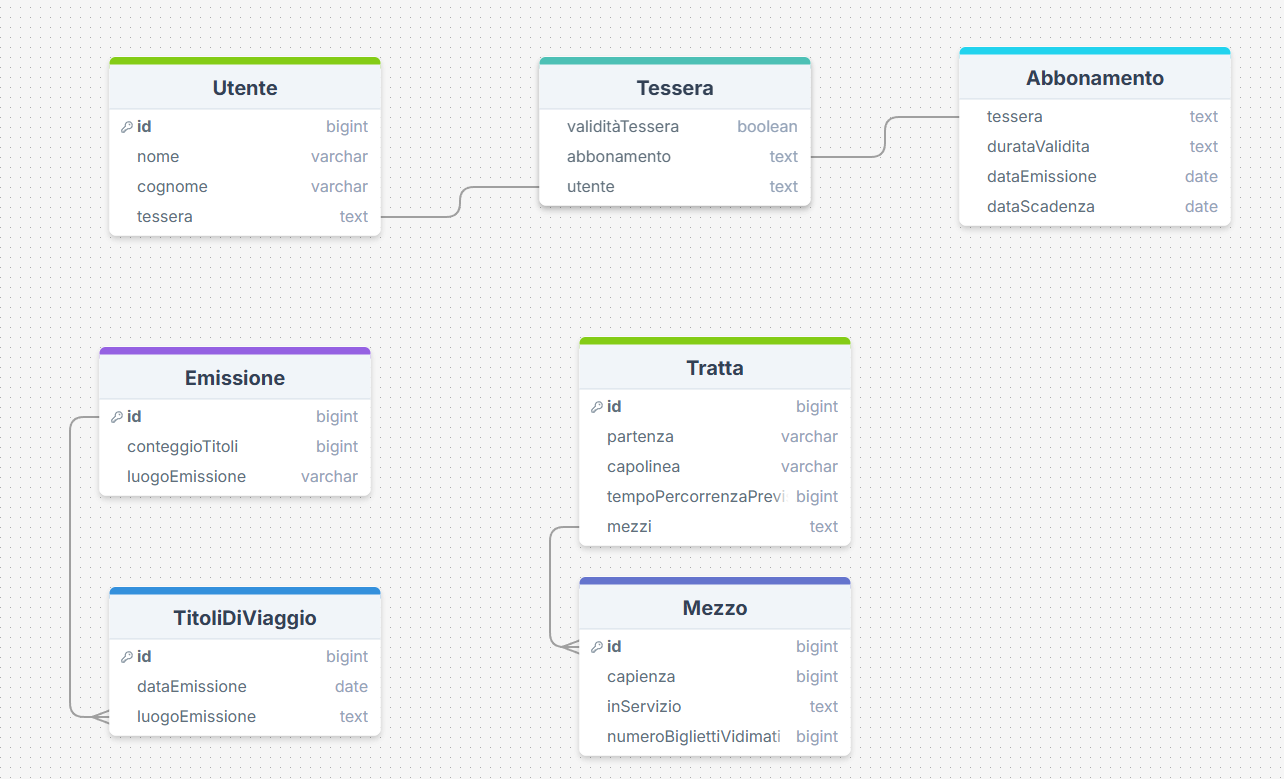 Utente
id bigint
nome varchar
cognome varchar
tessera text
Tessera
validitàTessera boolean
abbonamento text
utente text
Abbonamento
tessera text
durataValidita text
dataEmissione date
dataScadenza date
Emissione
id bigint
conteggioTitoli bigint
luogoEmissione varchar
Tratta
id bigint
partenza varchar
capolinea varchar
tempoPercorrenzaPrevi bigint
mezzi text
TitoliDiViaggio
id bigint
dataEmissione date
luogoEmissione text
Mezzo
id bigint
capienza bigint
inServizio text
numeroBigliettiVidimati bigint